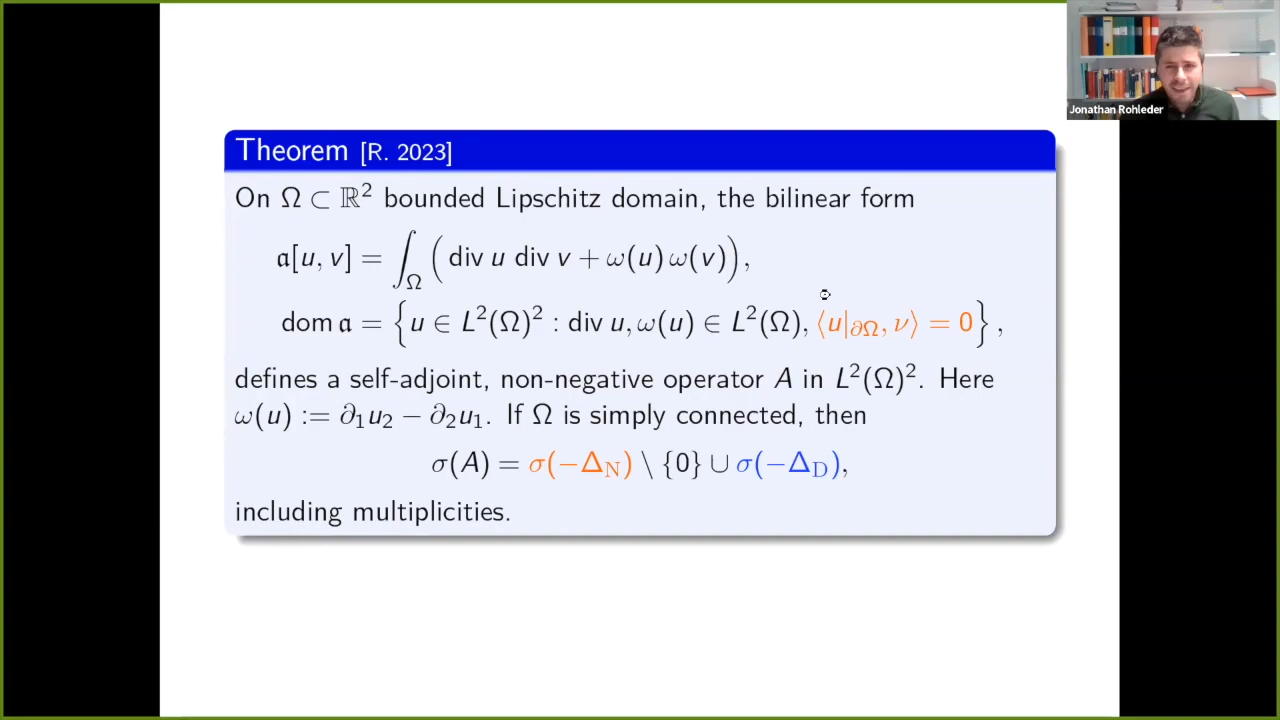 Jonathan Rohleder
Theorem [R. 2023]
On Ω ⊂ ℝ² bounded Lipschitz domain, the bilinear form
𝔞[u, v] = ∫_Ω ( div u div v + ω(u) ω(v) ),
dom 𝔞 = { u ∈ L²(Ω)² : div u, ω(u) ∈ L²(Ω), ⟨u|_∂Ω, ν⟩ = 0 } ,
defines a self-adjoint, non-negative operator A in L²(Ω)². Here
ω(u) := ∂₁u₂ − ∂₂u₁. If Ω is simply connected, then
σ(A) = σ(−Δ_N) \ {0} ∪ σ(−Δ_D),
including multiplicities.